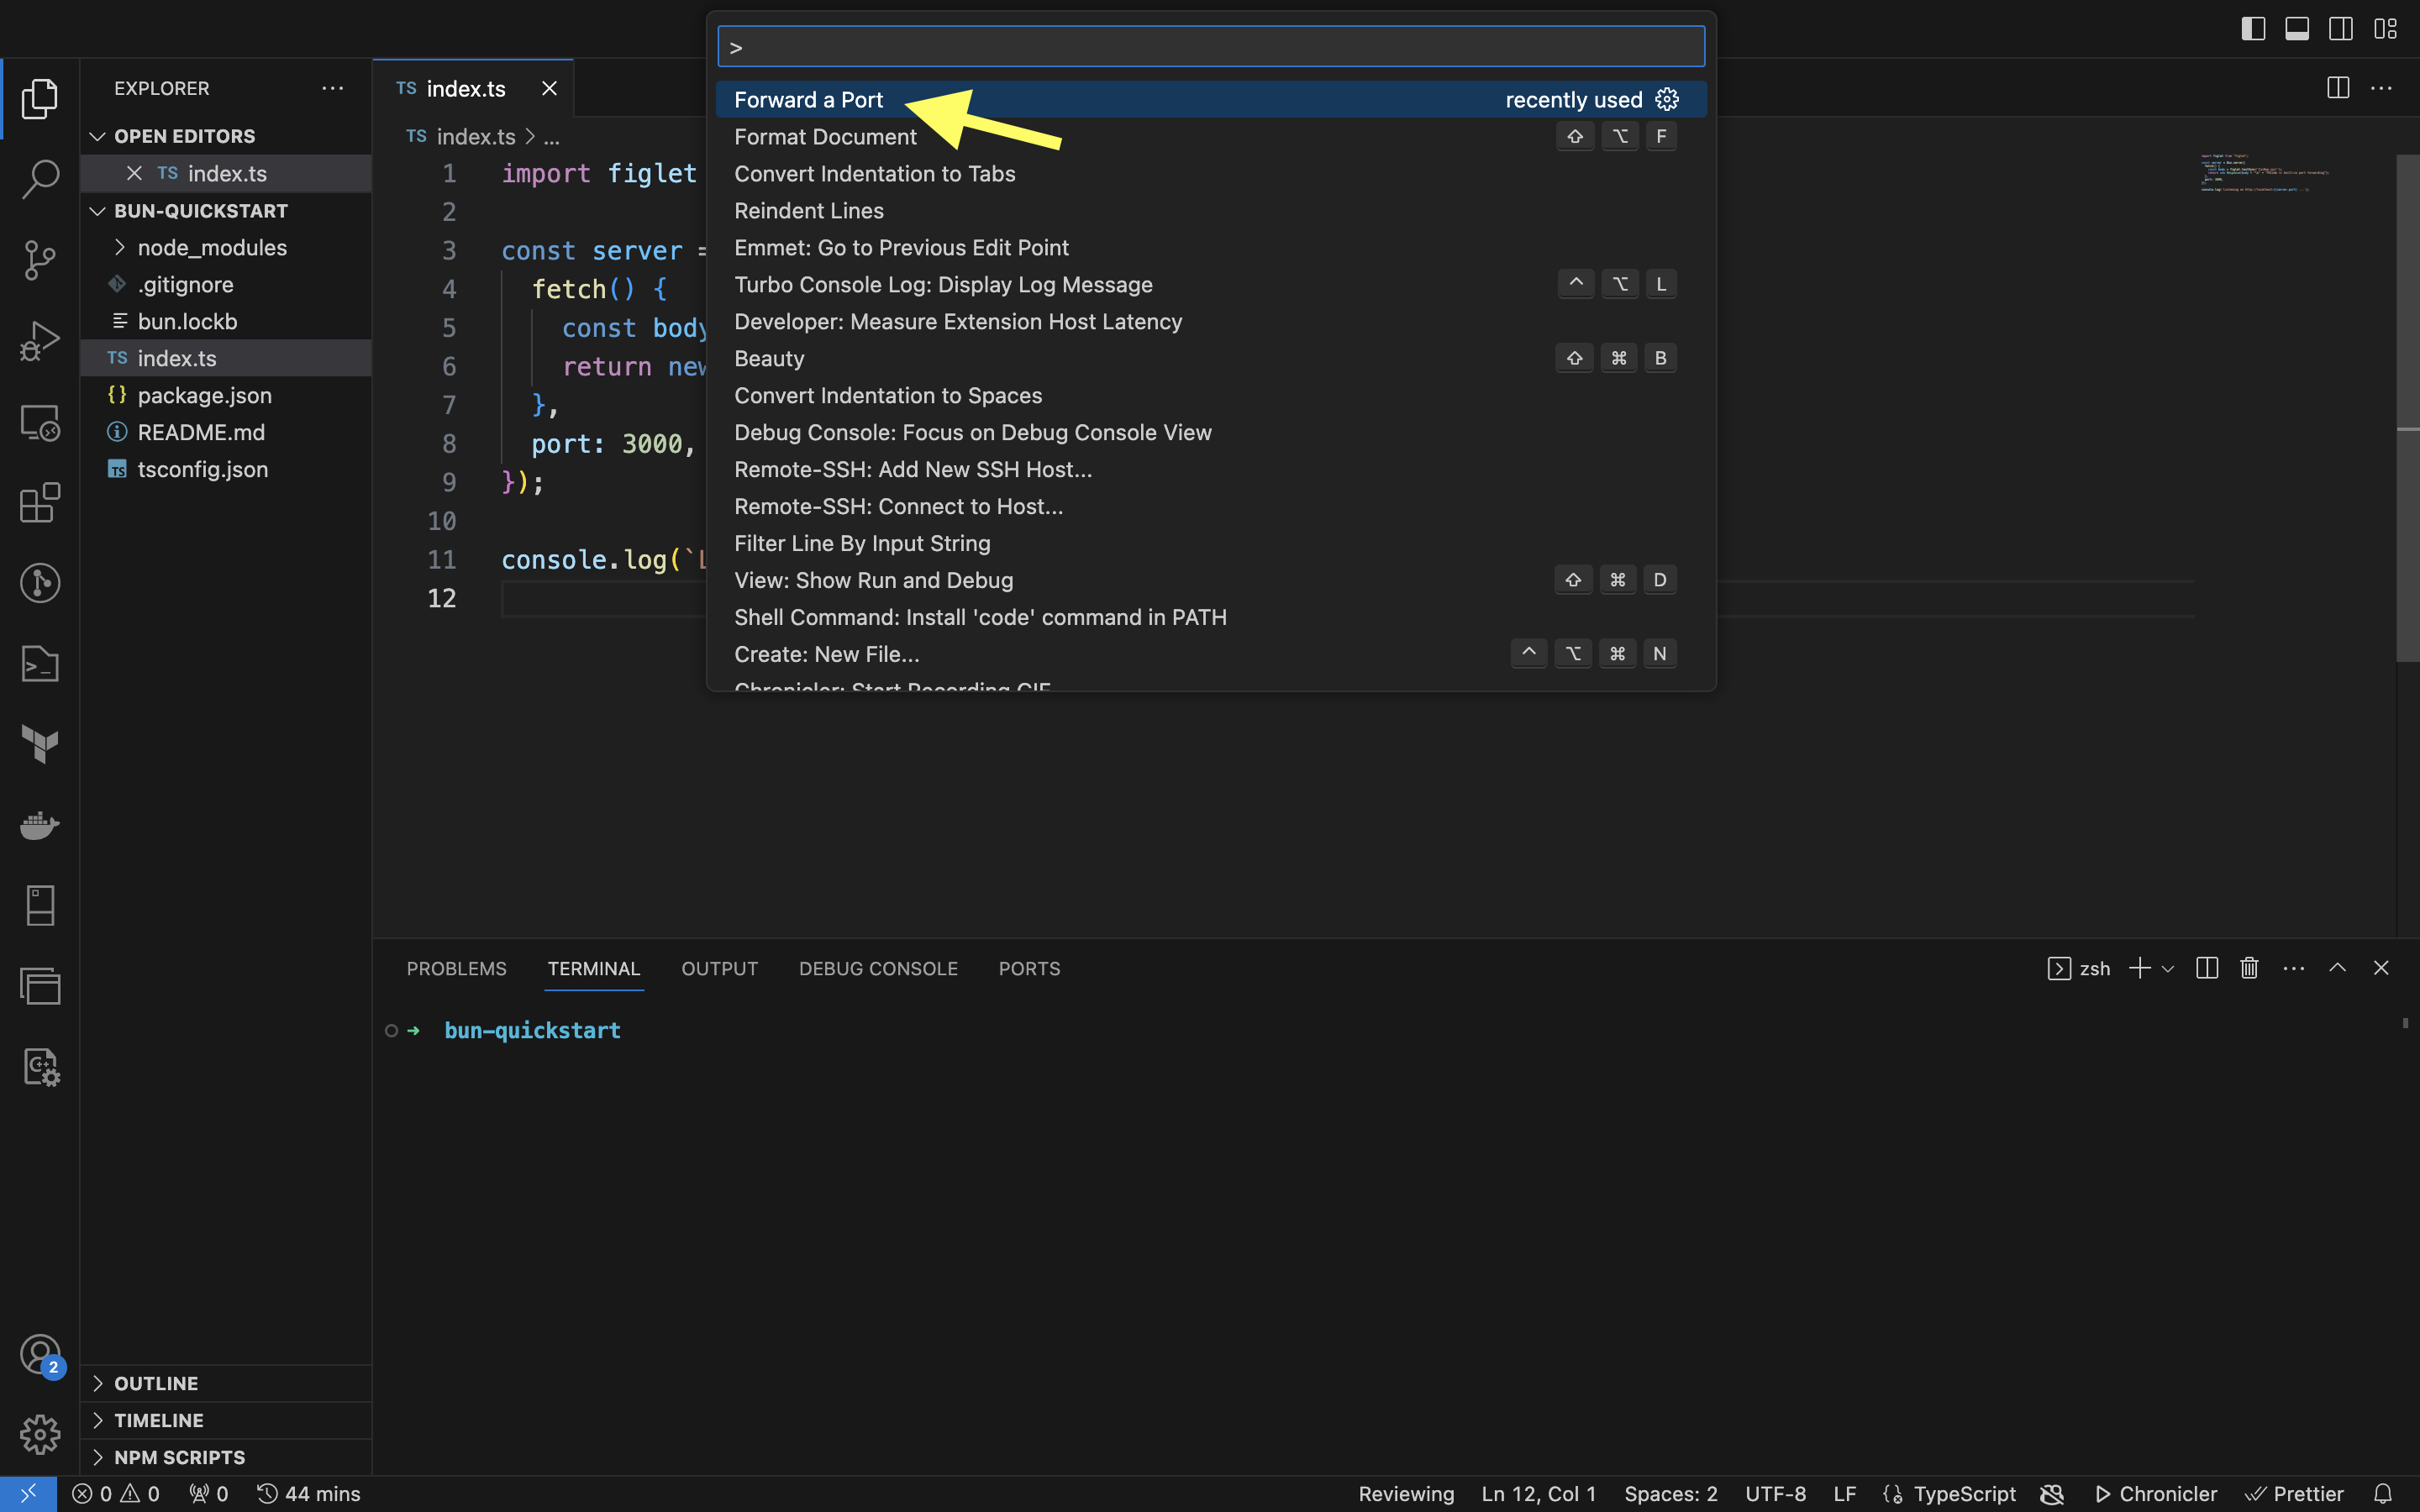 >
EXPLORER
TS index.ts
Forward a Port recently used
OPEN EDITORS
TS index.ts > ...
Format Document ⇧ ⌥ F
TS index.ts
1 import figlet
Convert Indentation to Tabs
BUN-QUICKSTART
2
Reindent Lines
node_modules
3 const server =
Emmet: Go to Previous Edit Point
.gitignore
4 fetch() {
Turbo Console Log: Display Log Message ^ ⌥ L
bun.lockb
5 const body
Developer: Measure Extension Host Latency
TS index.ts
6 return new
Beauty ⇧ ⌘ B
{} package.json
7 },
Convert Indentation to Spaces
README.md
8 port: 3000,
Debug Console: Focus on Debug Console View
TS tsconfig.json
9 });
Remote-SSH: Add New SSH Host...
Remote-SSH: Connect to Host...
10
Filter Line By Input String
11 console.log(`L
View: Show Run and Debug ⇧ ⌘ D
12
Shell Command: Install 'code' command in PATH
Create: New File... ^ ⌥ ⌘ N
Chronicler: Start Recording GIF
PROBLEMS TERMINAL OUTPUT DEBUG CONSOLE PORTS zsh
➜ bun-quickstart
C++
2
OUTLINE
TIMELINE
NPM SCRIPTS
0 0 0 44 mins Reviewing Ln 12, Col 1 Spaces: 2 UTF-8 LF TypeScript Chronicler Prettier